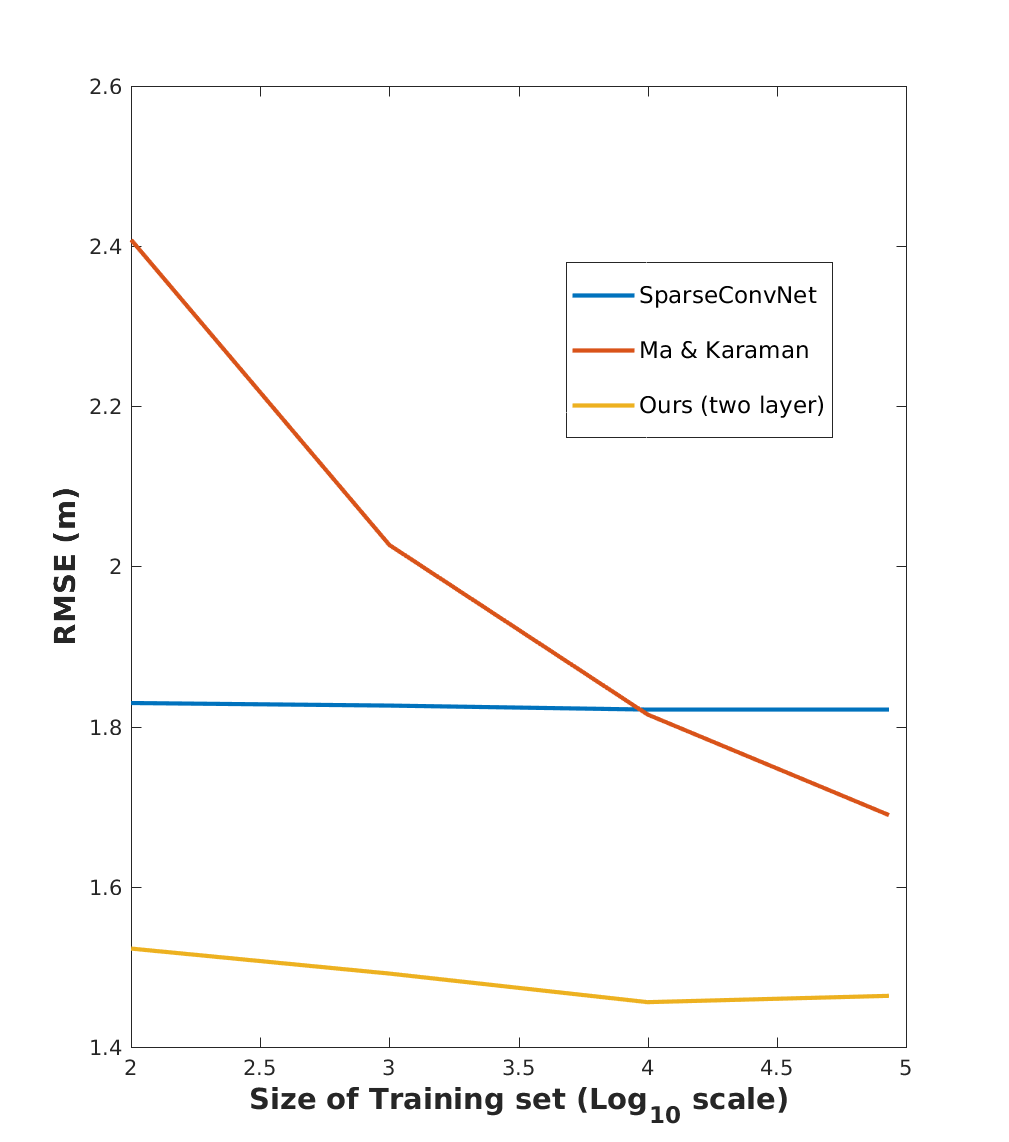 2.6
2.4
2.2
2
1.8
1.6
1.4
RMSE (m)
SparseConvNet
Ma & Karaman
Ours (two layer)
2 2.5 3 3.5 4 4.5 5
Size of Training set (Log10 scale)